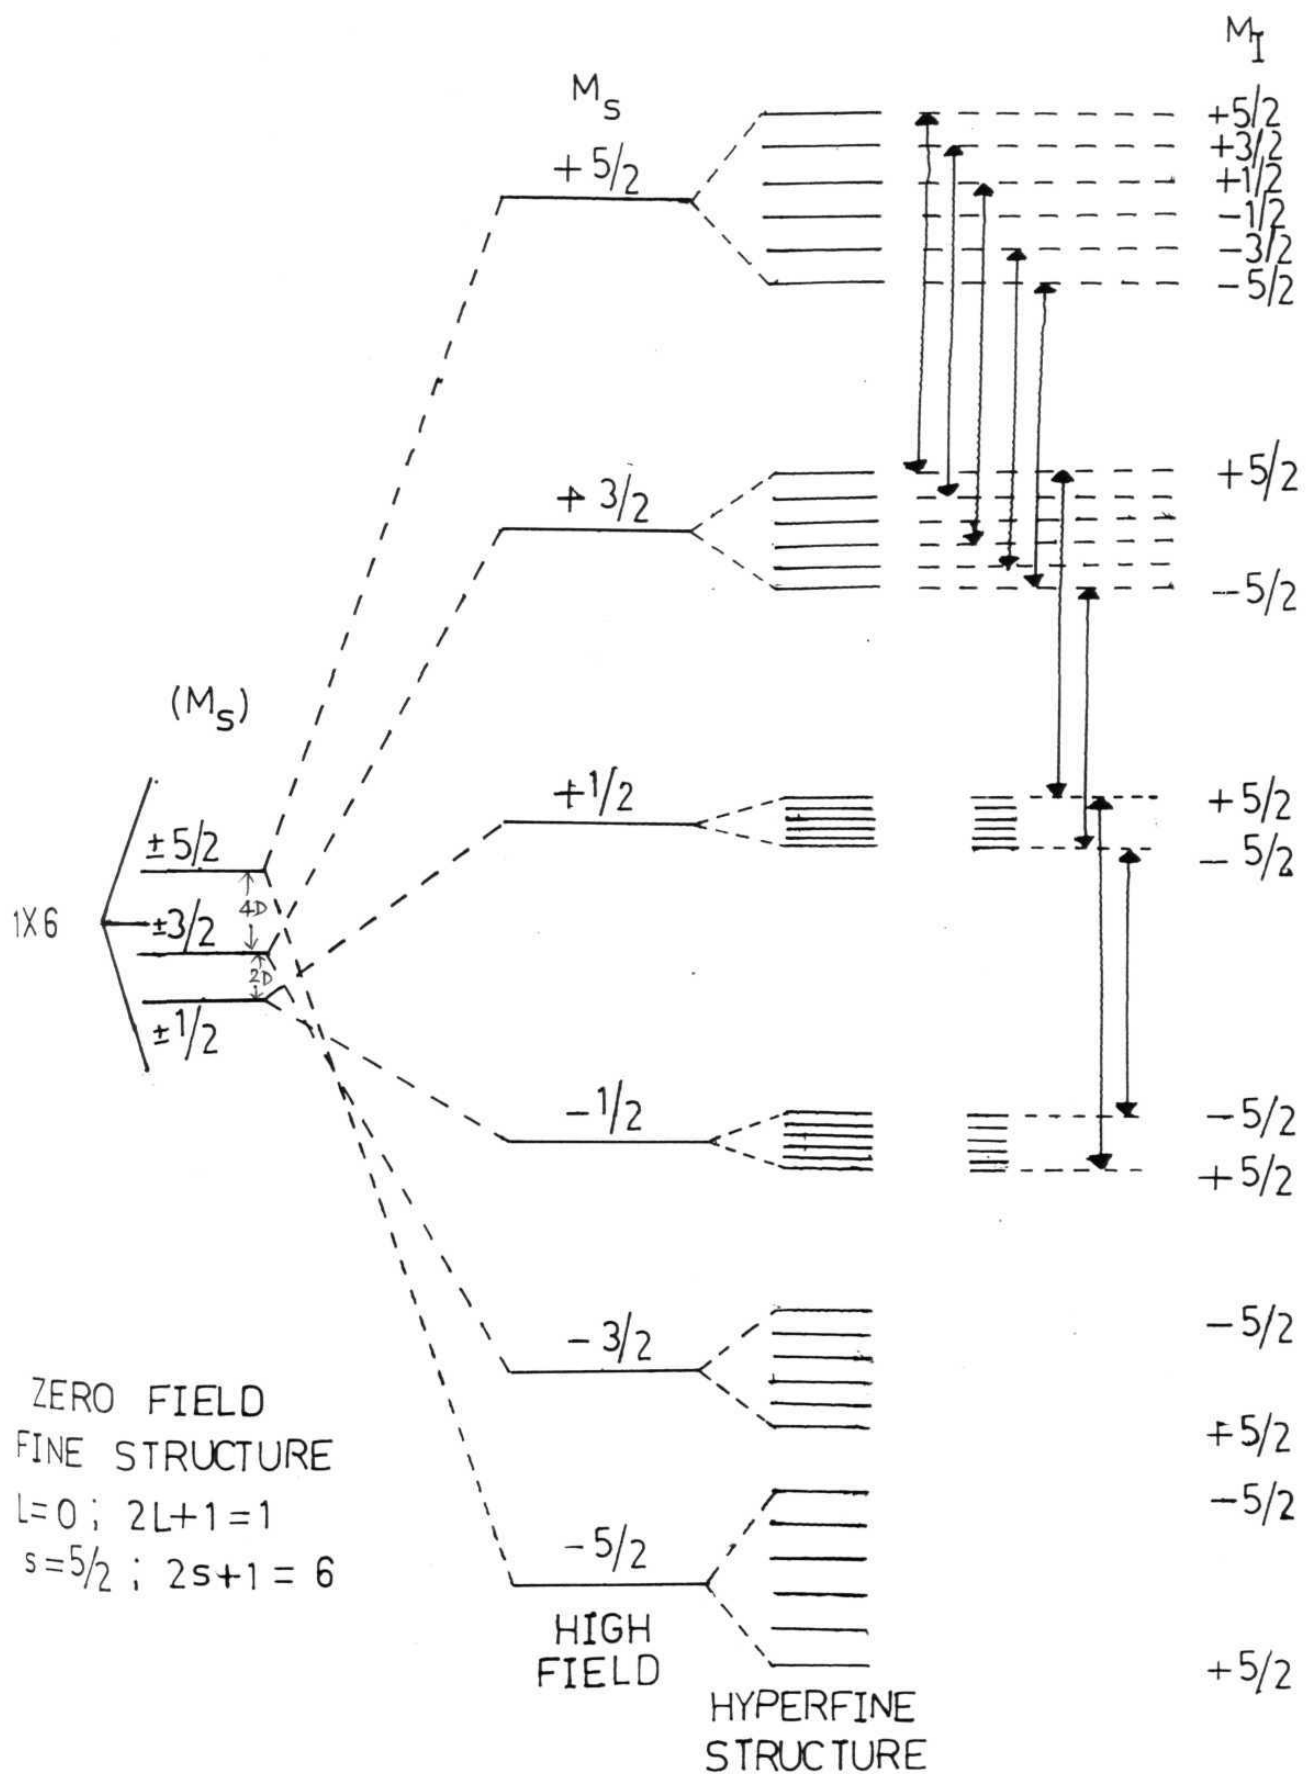 M_I
M_S
+5/2
+5/2
+3/2
+1/2
-1/2
-3/2
-5/2
+3/2
+5/2
-5/2
(M_S)
+1/2
+5/2
-5/2
±5/2
4D
1X6
±3/2
2D
±1/2
-1/2
-5/2
+5/2
-3/2
-5/2
+5/2
ZERO FIELD
FINE STRUCTURE
L=0 ; 2L+1=1
s=5/2 ; 2s+1= 6
-5/2
-5/2
+5/2
HIGH
FIELD
HYPERFINE
STRUCTURE